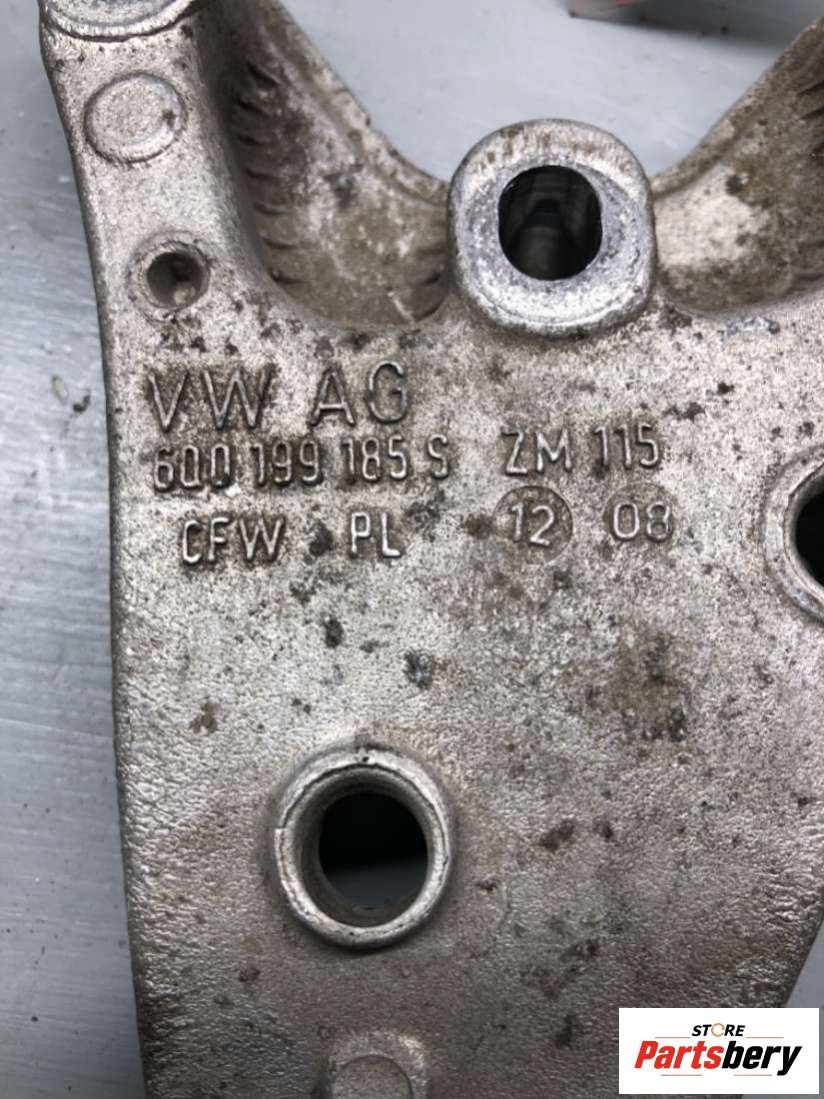 VW AG
6Q0 199 185 S ZM 115
CFW PL 12 08
STORE
Partsbery